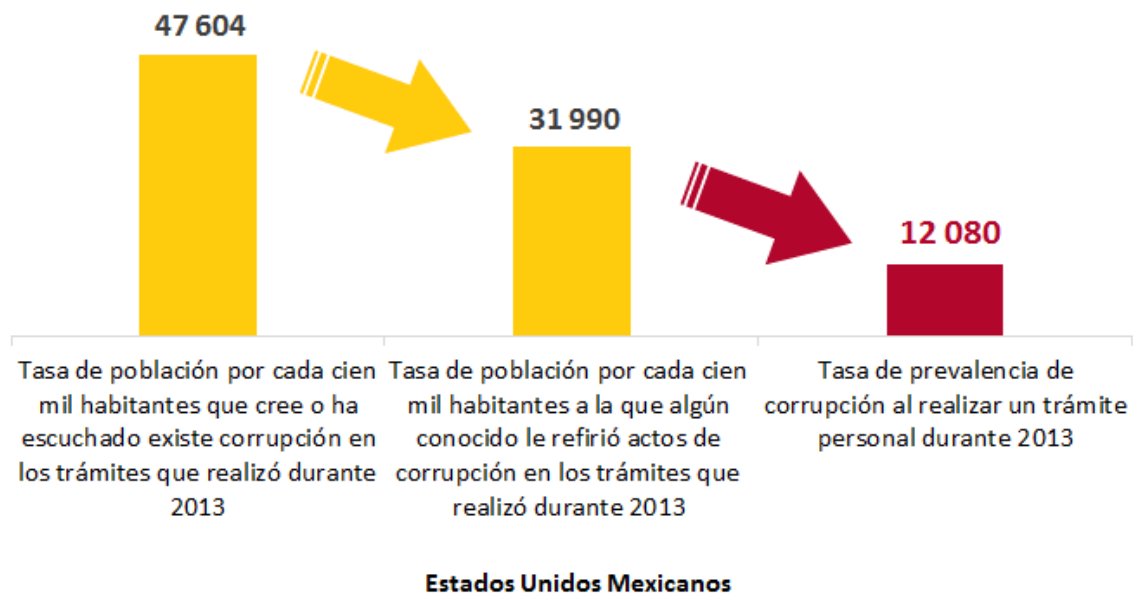 47 604
31 990
12 080
Tasa de población por cada cien
mil habitantes que cree o ha
escuchado existe corrupción en
los trámites que realizó durante
2013
Tasa de población por cada cien
mil habitantes a la que algún
conocido le refirió actos de
corrupción en los trámites que
realizó durante 2013
Tasa de prevalencia de
corrupción al realizar un trámite
personal durante 2013
Estados Unidos Mexicanos